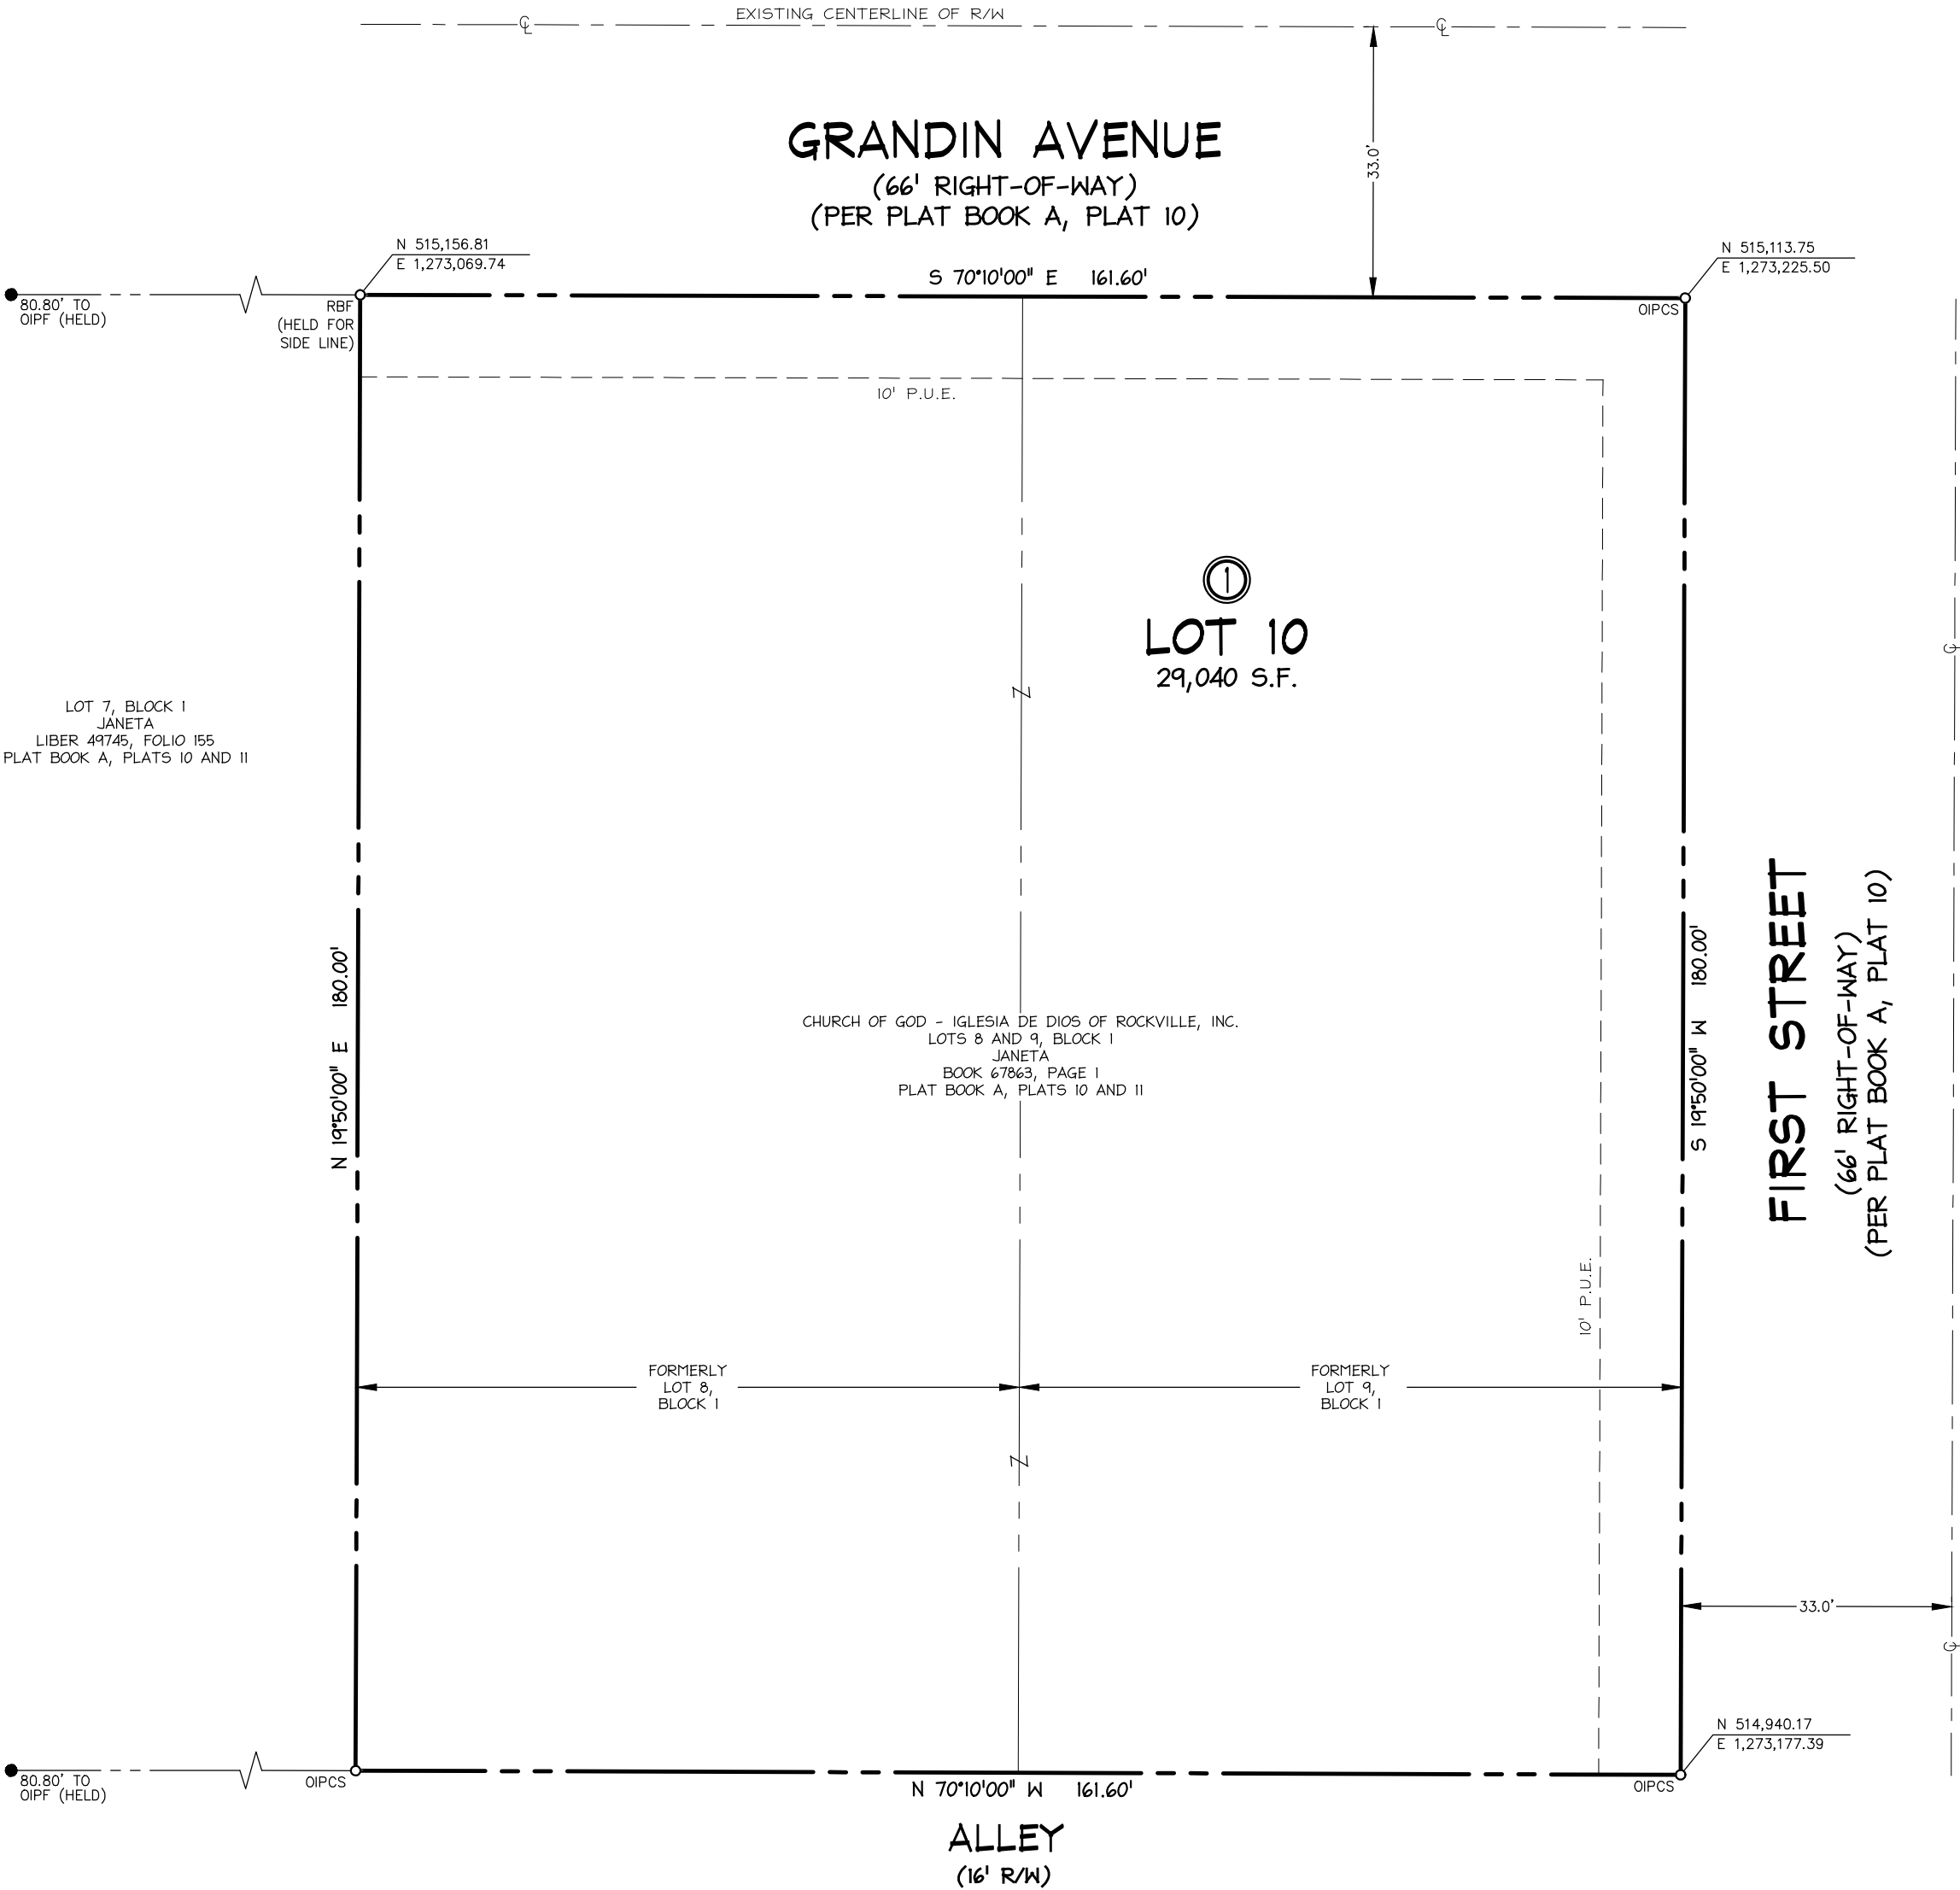 EXISTING CENTERLINE OF R/W
33.0'
GRANDIN AVENUE
(66' RIGHT-OF-WAY)
(PER PLAT BOOK A, PLAT 10)
N 515,156.81
E 1,273,069.74
N 515,113.75
E 1,273,225.50
S 70°10'00" E 161.60'
80.80' TO
OIPF (HELD)
RBF
(HELD FOR
SIDE LINE)
OIPCS
10' P.U.E.
1
LOT 10
29,040 S.F.
LOT 7, BLOCK 1
JANETA
LIBER 49745, FOLIO 155
PLAT BOOK A, PLATS 10 AND 11
N 19°50'00" E 180.00'
CHURCH OF GOD - IGLESIA DE DIOS OF ROCKVILLE, INC.
LOTS 8 AND 9, BLOCK 1
JANETA
BOOK 67863, PAGE 1
PLAT BOOK A, PLATS 10 AND 11
S 19°50'00" W 180.00'
FIRST STREET
(66' RIGHT-OF-WAY)
(PER PLAT BOOK A, PLAT 10)
10' P.U.E.
FORMERLY
LOT 8,
BLOCK 1
FORMERLY
LOT 9,
BLOCK 1
33.0'
N 514,940.17
E 1,273,177.39
80.80' TO
OIPF (HELD)
OIPCS
OIPCS
N 70°10'00" W 161.60'
ALLEY
(16' R/W)